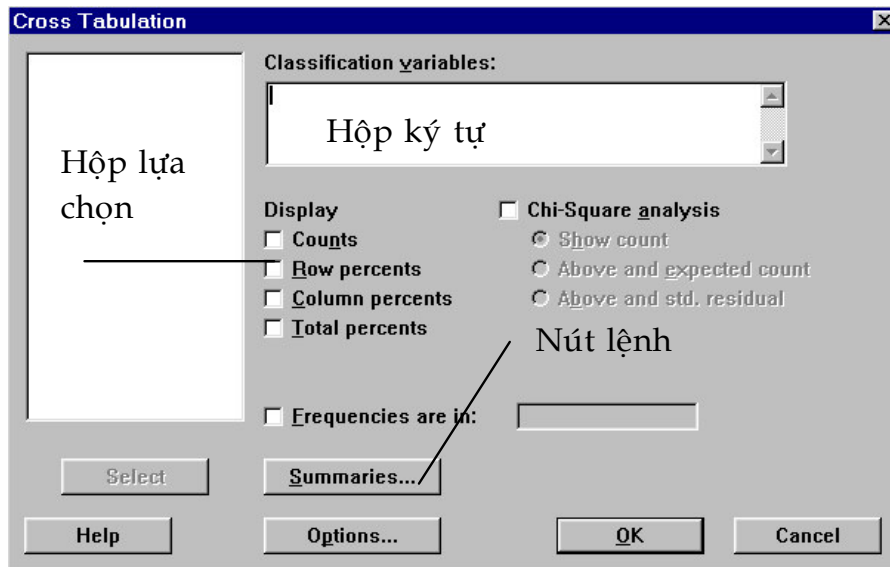 Cross Tabulation
Classification variables:
Hộp ký tự
Hộp lựa
chọn
Display
Counts
Row percents
Column percents
Total percents
Chi-Square analysis
Show count
Above and expected count
Above and std. residual
Nút lệnh
Frequencies are in:
Select
Summaries...
Help
Options...
OK
Cancel